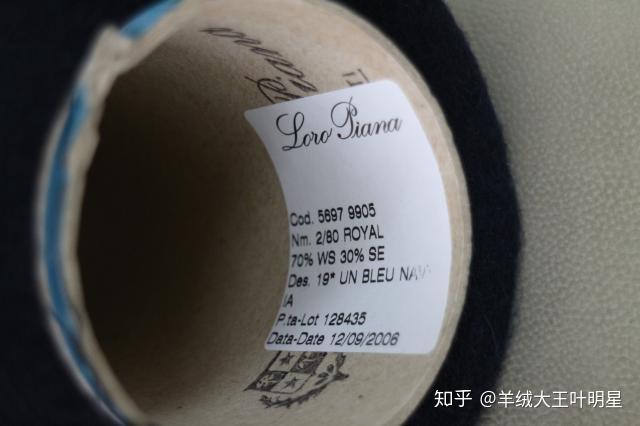 Loro Piana
Cod. 5697 9905
Nm. 2/80 ROYAL
70% WS 30% SE
Des. 19* UN BLEU NAV
IA
P.ta-Lot 128435
Data-Date 12/09/2006
知乎 @羊绒大王叶明星